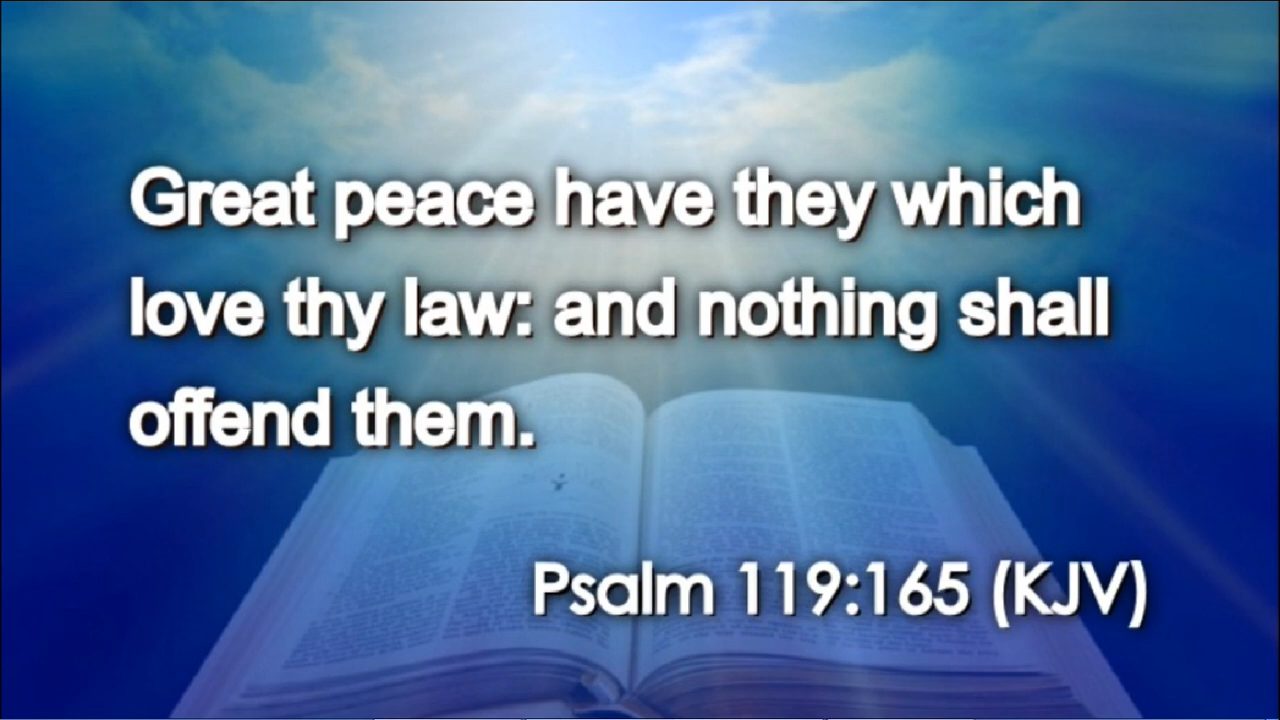 Great peace have they which
love thy law: and nothing shall
offend them.
Psalm 119:165 (KJV)